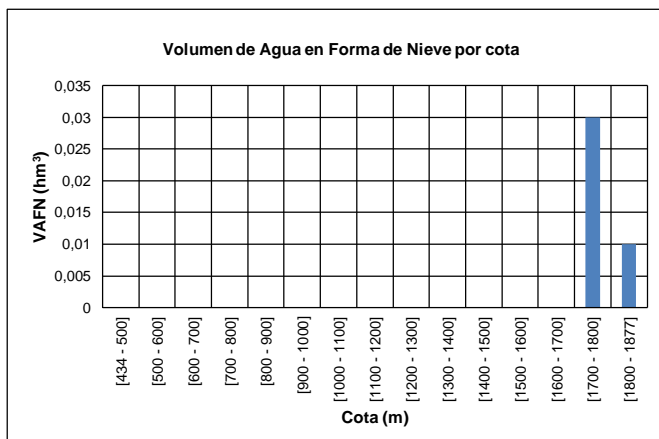 Volumen de Agua en Forma de Nieve por cota
VAFN (hm³)
0,035
0,03
0,025
0,02
0,015
0,01
0,005
0
[434 - 500]
[500 - 600]
[600 - 700]
[700 - 800]
[800 - 900]
[900 - 1000]
[1000 - 1100]
[1100 - 1200]
[1200 - 1300]
[1300 - 1400]
[1400 - 1500]
[1500 - 1600]
[1600 - 1700]
[1700 - 1800]
[1800 - 1877]
Cota (m)